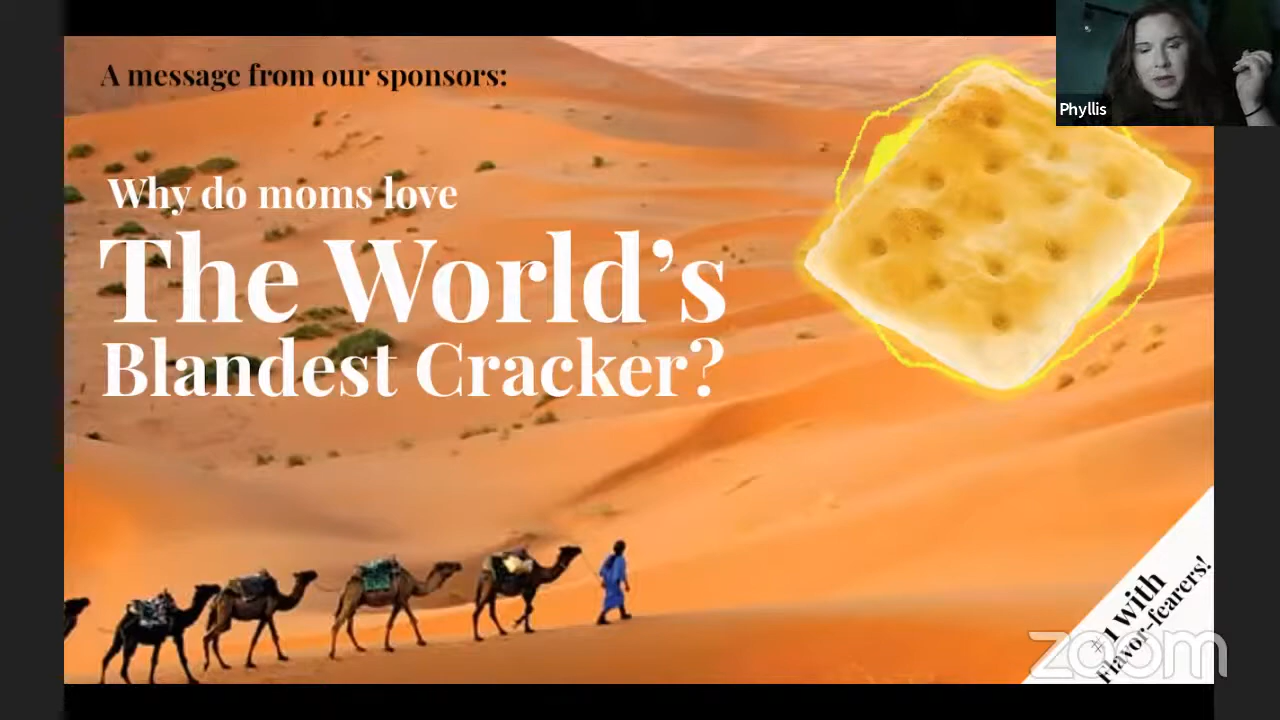 A message from our sponsors:
Phyllis
Why do moms love
The World's
Blandest Cracker?
#1 with
Flavor-fearers!
zoom